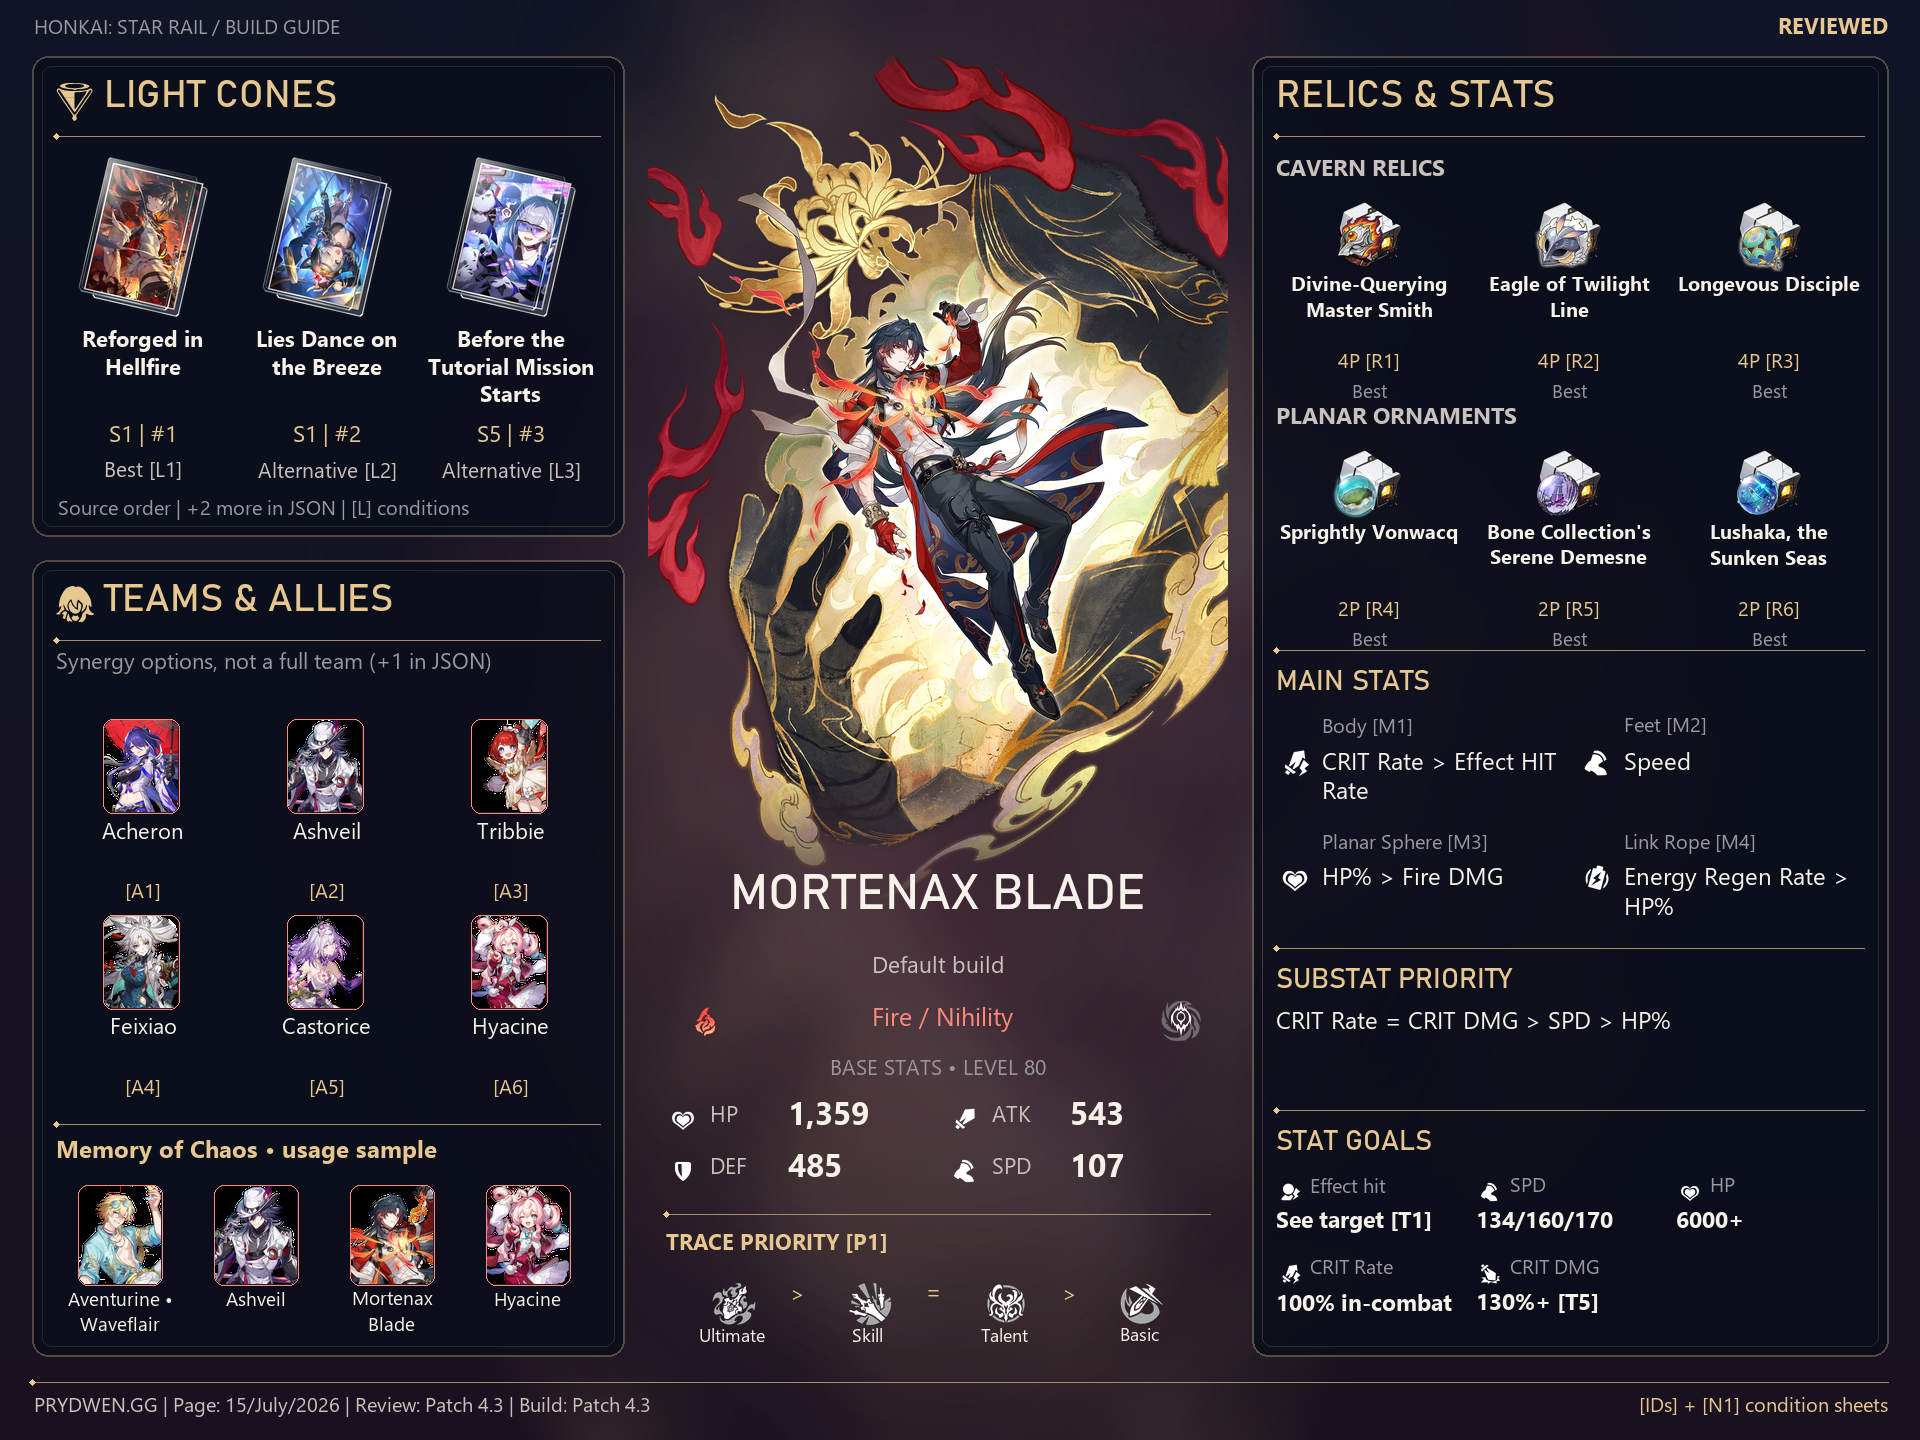 HONKAI: STAR RAIL / BUILD GUIDE
REVIEWED
LIGHT CONES
Reforged in
Hellfire
S1 | #1
Best [L1]
Lies Dance on
the Breeze
S1 | #2
Alternative [L2]
Before the
Tutorial Mission
Starts
S5 | #3
Alternative [L3]
Source order | +2 more in JSON | [L] conditions
TEAMS & ALLIES
Synergy options, not a full team (+1 in JSON)
Acheron
[A1]
Ashveil
[A2]
Tribbie
[A3]
Feixiao
[A4]
Castorice
[A5]
Hyacine
[A6]
Memory of Chaos • usage sample
Aventurine •
Waveflair
Ashveil
Mortenax
Blade
Hyacine
MORTENAX BLADE
Default build
Fire / Nihility
BASE STATS • LEVEL 80
HP 1,359
ATK 543
DEF 485
SPD 107
TRACE PRIORITY [P1]
Ultimate > Skill = Talent > Basic
RELICS & STATS
CAVERN RELICS
Divine-Querying
Master Smith
4P [R1]
Best
Eagle of Twilight
Line
4P [R2]
Best
Longevous Disciple
4P [R3]
Best
PLANAR ORNAMENTS
Sprightly Vonwacq
2P [R4]
Best
Bone Collection's
Serene Demesne
2P [R5]
Best
Lushaka, the
Sunken Seas
2P [R6]
Best
MAIN STATS
Body [M1]
CRIT Rate > Effect HIT
Rate
Feet [M2]
Speed
Planar Sphere [M3]
HP% > Fire DMG
Link Rope [M4]
Energy Regen Rate >
HP%
SUBSTAT PRIORITY
CRIT Rate = CRIT DMG > SPD > HP%
STAT GOALS
Effect hit
See target [T1]
SPD
134/160/170
HP
6000+
CRIT Rate
100% in-combat
CRIT DMG
130%+ [T5]
PRYDWEN.GG | Page: 15/July/2026 | Review: Patch 4.3 | Build: Patch 4.3
[IDs] + [N1] condition sheets